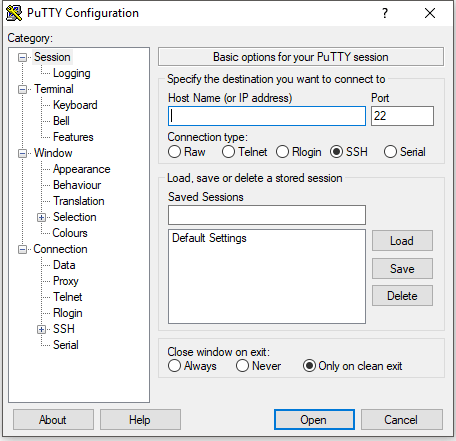 PuTTY Configuration
Category:
Session
Logging
Terminal
Keyboard
Bell
Features
Window
Appearance
Behaviour
Translation
Selection
Colours
Connection
Data
Proxy
Telnet
Rlogin
SSH
Serial
Basic options for your PuTTY session
Specify the destination you want to connect to
Host Name (or IP address) Port
22
Connection type:
Raw Telnet Rlogin SSH Serial
Load, save or delete a stored session
Saved Sessions
Default Settings
Load
Save
Delete
Close window on exit:
Always Never Only on clean exit
About Help Open Cancel